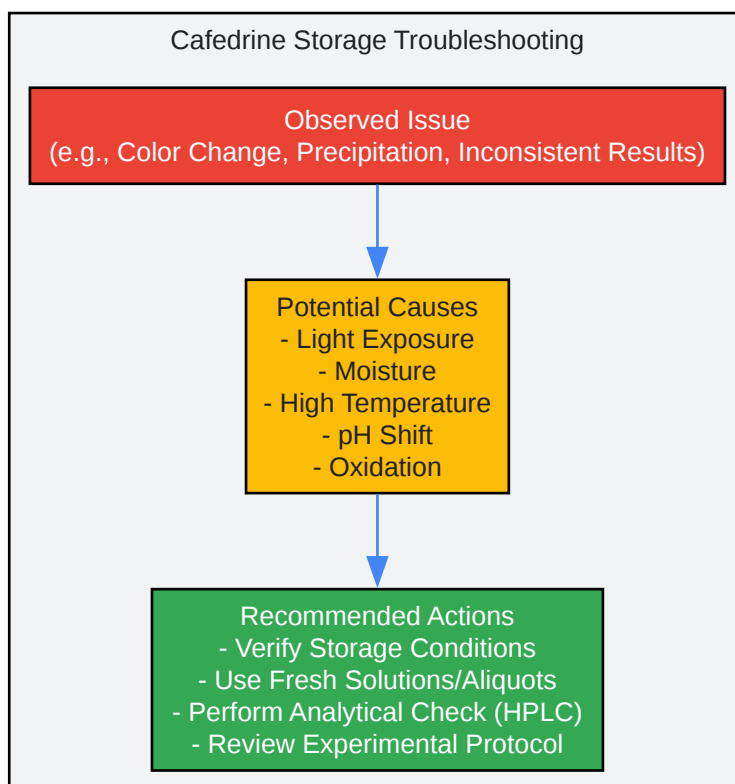 Cafedrine Storage Troubleshooting
Observed Issue
(e.g., Color Change, Precipitation, Inconsistent Results)
Potential Causes
- Light Exposure
- Moisture
- High Temperature
- pH Shift
- Oxidation
Recommended Actions
- Verify Storage Conditions
- Use Fresh Solutions/Aliquots
- Perform Analytical Check (HPLC)
- Review Experimental Protocol